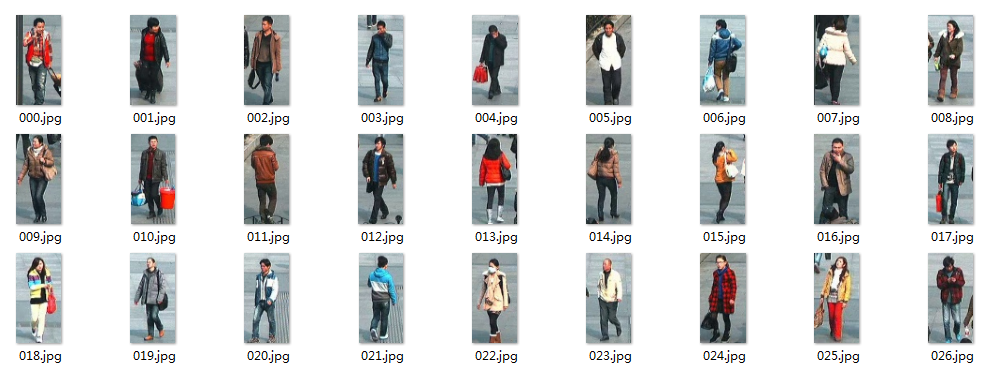 000.jpg 001.jpg 002.jpg 003.jpg 004.jpg 005.jpg 006.jpg 007.jpg 008.jpg
009.jpg 010.jpg 011.jpg 012.jpg 013.jpg 014.jpg 015.jpg 016.jpg 017.jpg
018.jpg 019.jpg 020.jpg 021.jpg 022.jpg 023.jpg 024.jpg 025.jpg 026.jpg